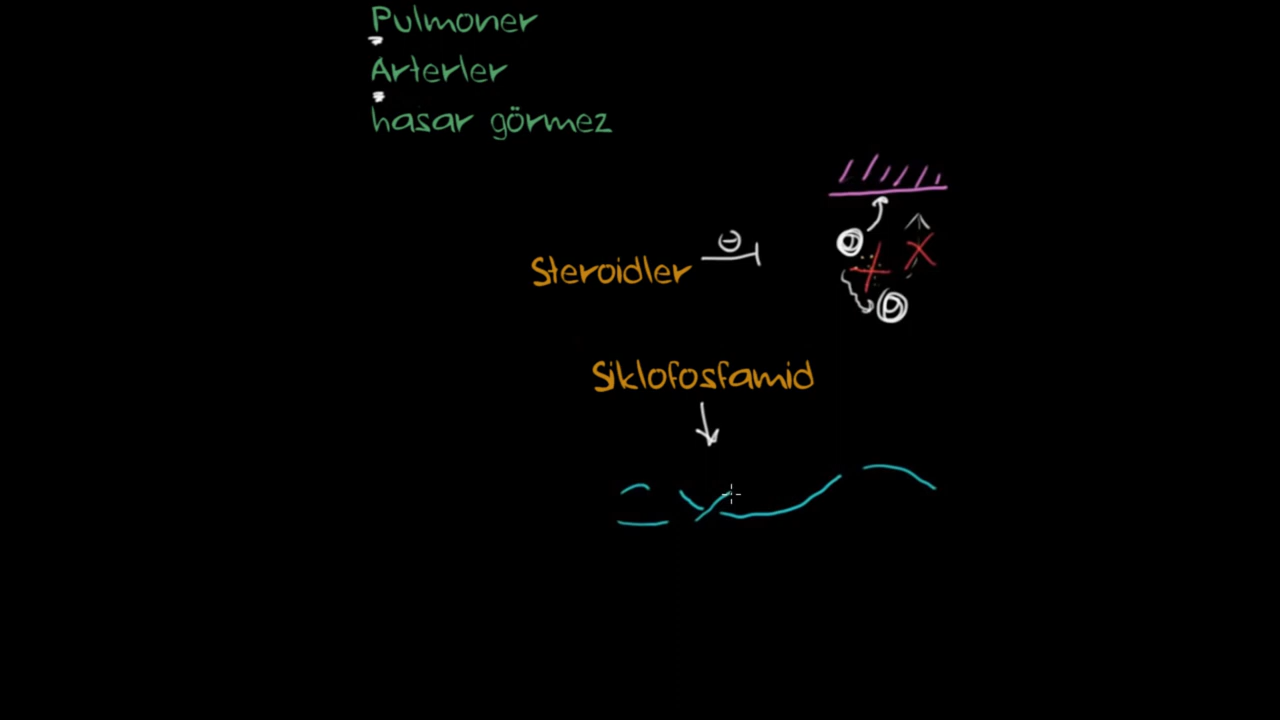 Pulmoner
Arterler
hasar görmez
Steroidler
Siklofosfamid